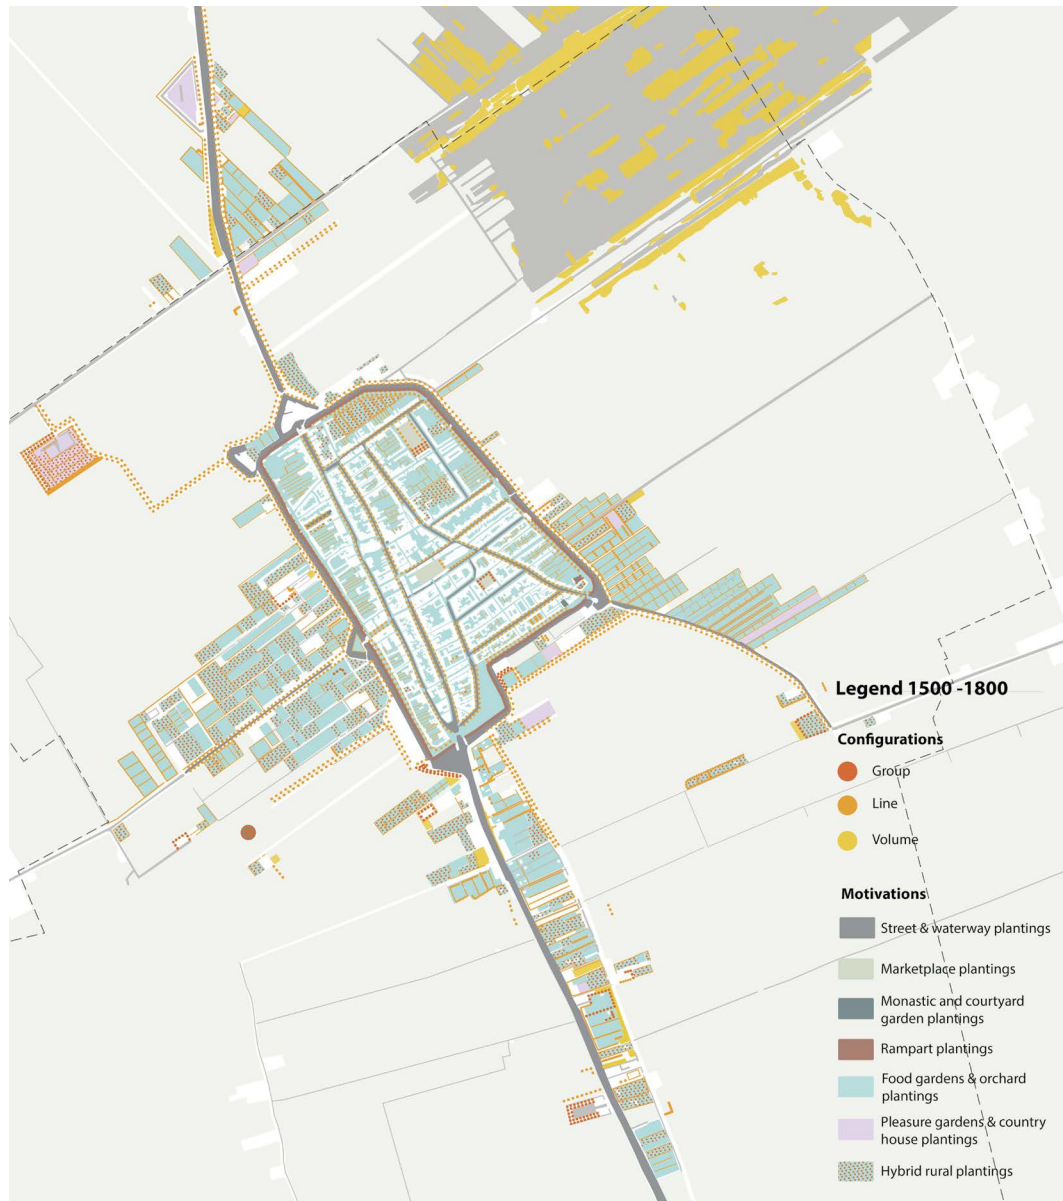 Legend 1500 -1800
Configurations
Group
Line
Volume
Motivations
Street & waterway plantings
Marketplace plantings
Monastic and courtyard
garden plantings
Rampart plantings
Food gardens & orchard
plantings
Pleasure gardens & country
house plantings
Hybrid rural plantings